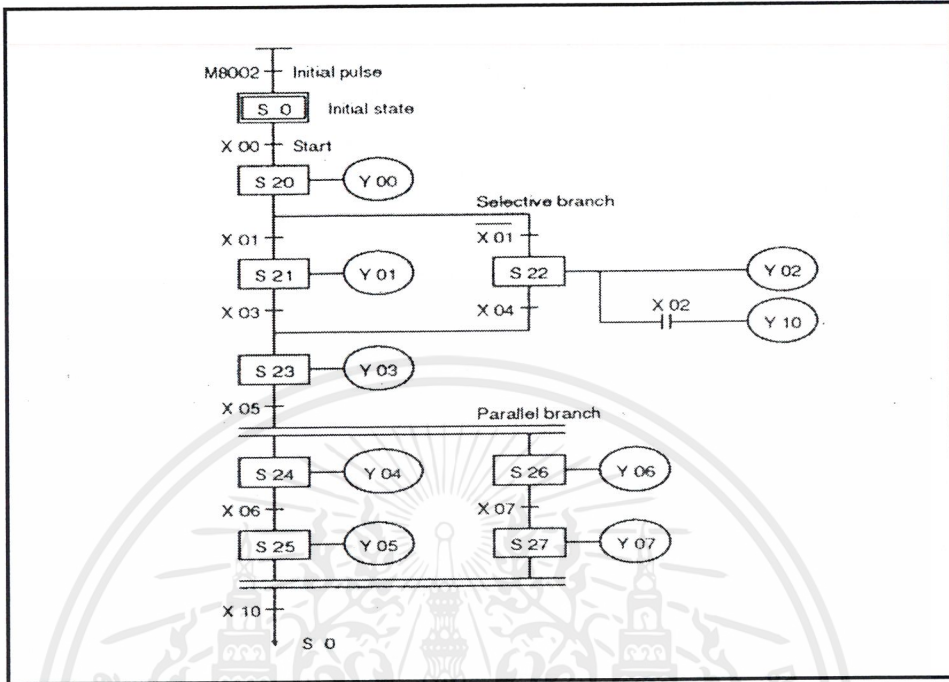 M8002 Initial pulse
S 0 Initial state
X 00 Start
S 20 Y 00
Selective branch
X 01 X̅ ̅0̅1̅
S 21 Y 01 S 22 Y 02
X 03 X 04 X 02
Y 10
S 23 Y 03
X 05 Parallel branch
S 24 Y 04 S 26 Y 06
X 06 X 07
S 25 Y 05 S 27 Y 07
X 10
S 0